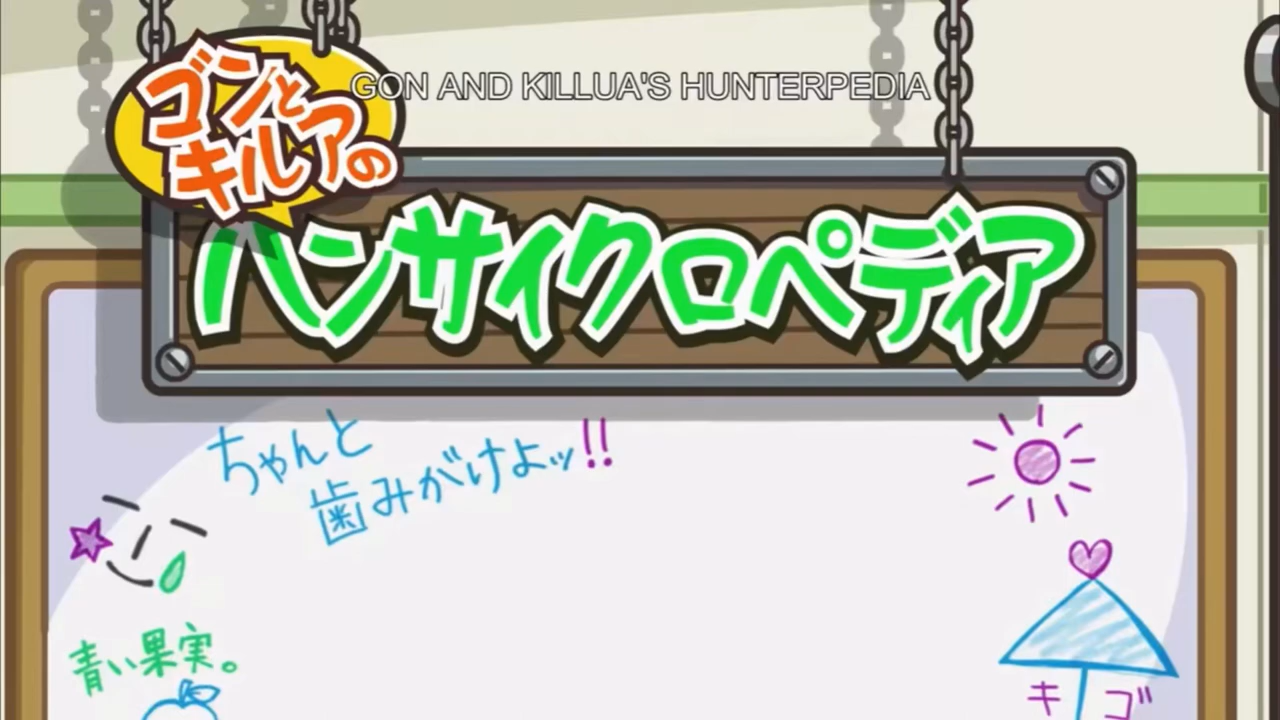 GON AND KILLUA'S HUNTERPEDIA
ゴンと
キルアの
ハンサイクロペディア
ちゃんと
歯みがけよッ!!
青い果実。
キ ゴ